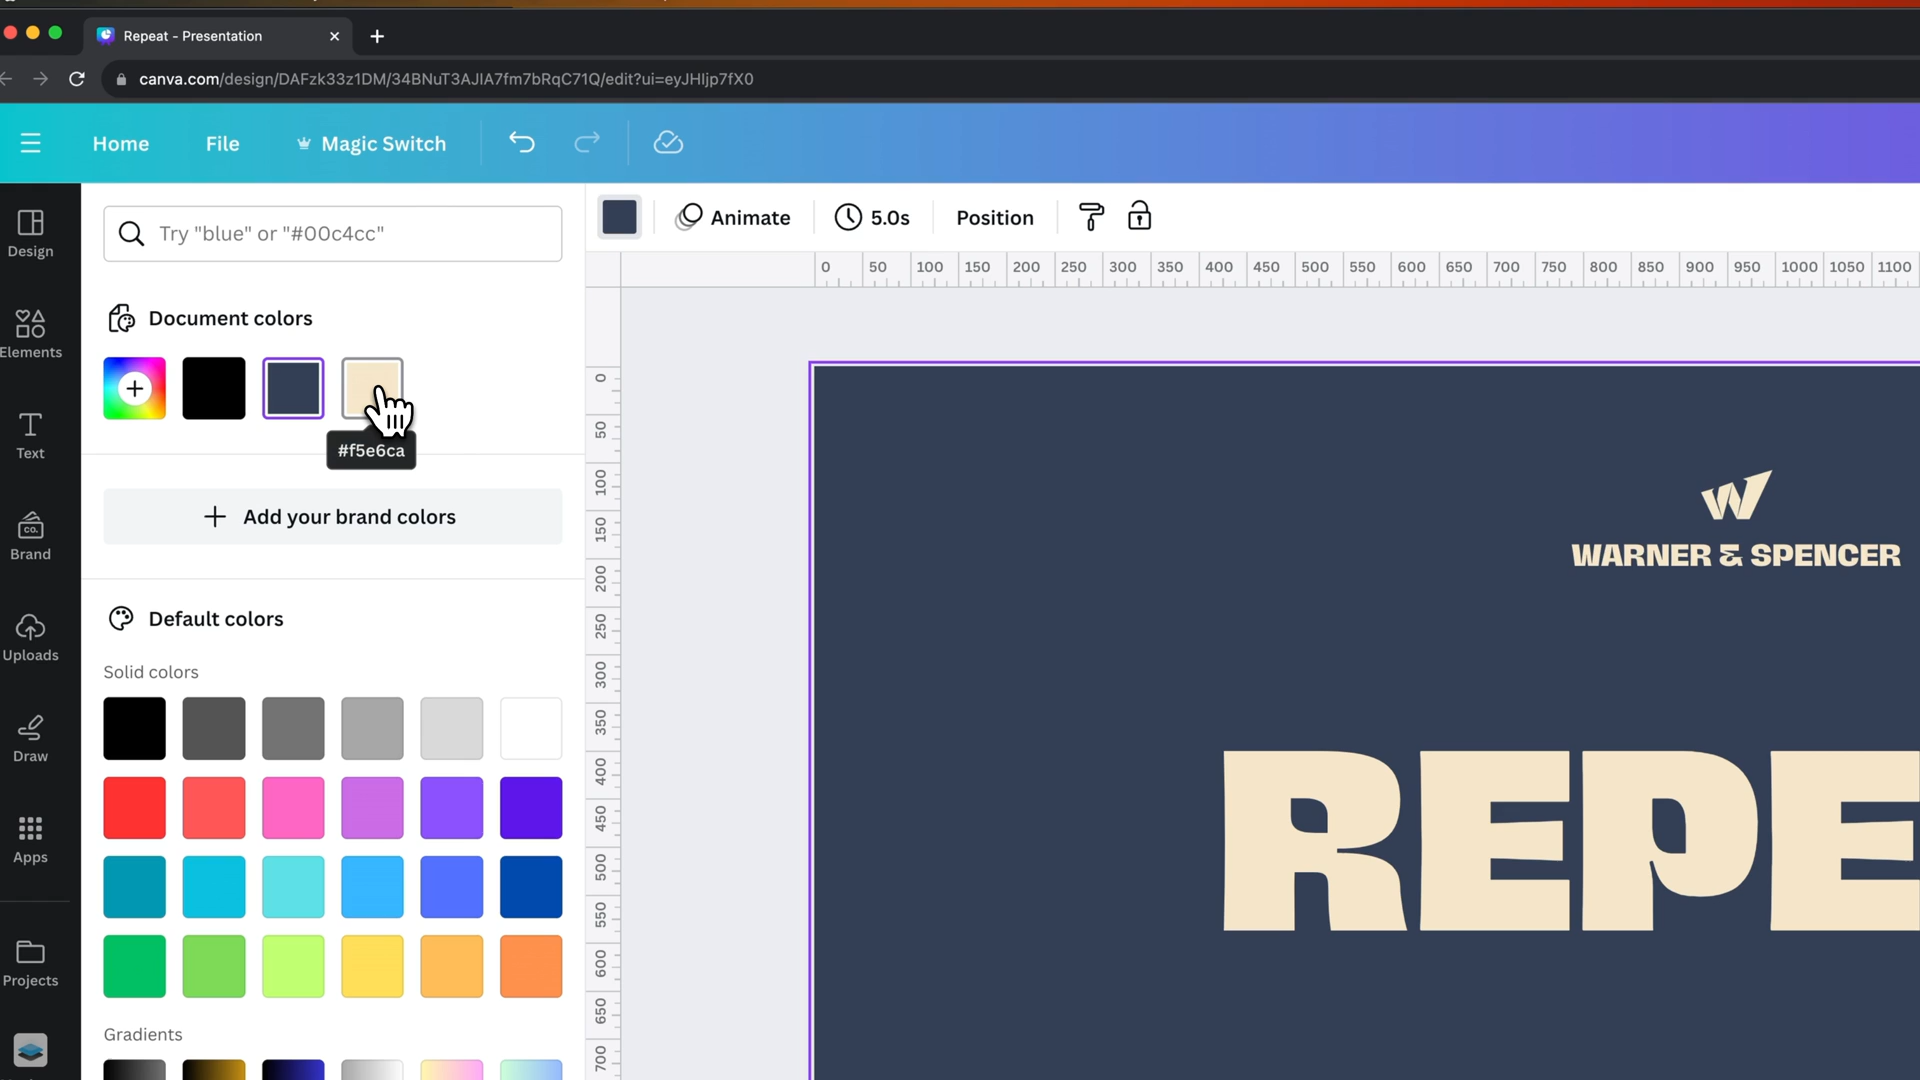 Repeat - Presentation
canva.com/design/DAFzk33z1DM/34BNuT3AJIA7fm7bRqC71Q/edit?ui=eyJHIjp7fX0
Home File Magic Switch
Animate 5.0s Position
Try "blue" or "#00c4cc"
Design
Elements
Text
CO.
Brand
Uploads
Draw
Apps
Projects
Document colors
#f5e6ca
Add your brand colors
Default colors
Solid colors
Gradients
0 50 100 150 200 250 300 350 400 450 500 550 600 650 700 750 800 850 900 950 1000 1050 1100
0
50
100
150
200
250
300
350
400
450
500
550
600
650
700
W
WARNER & SPENCER
REPE